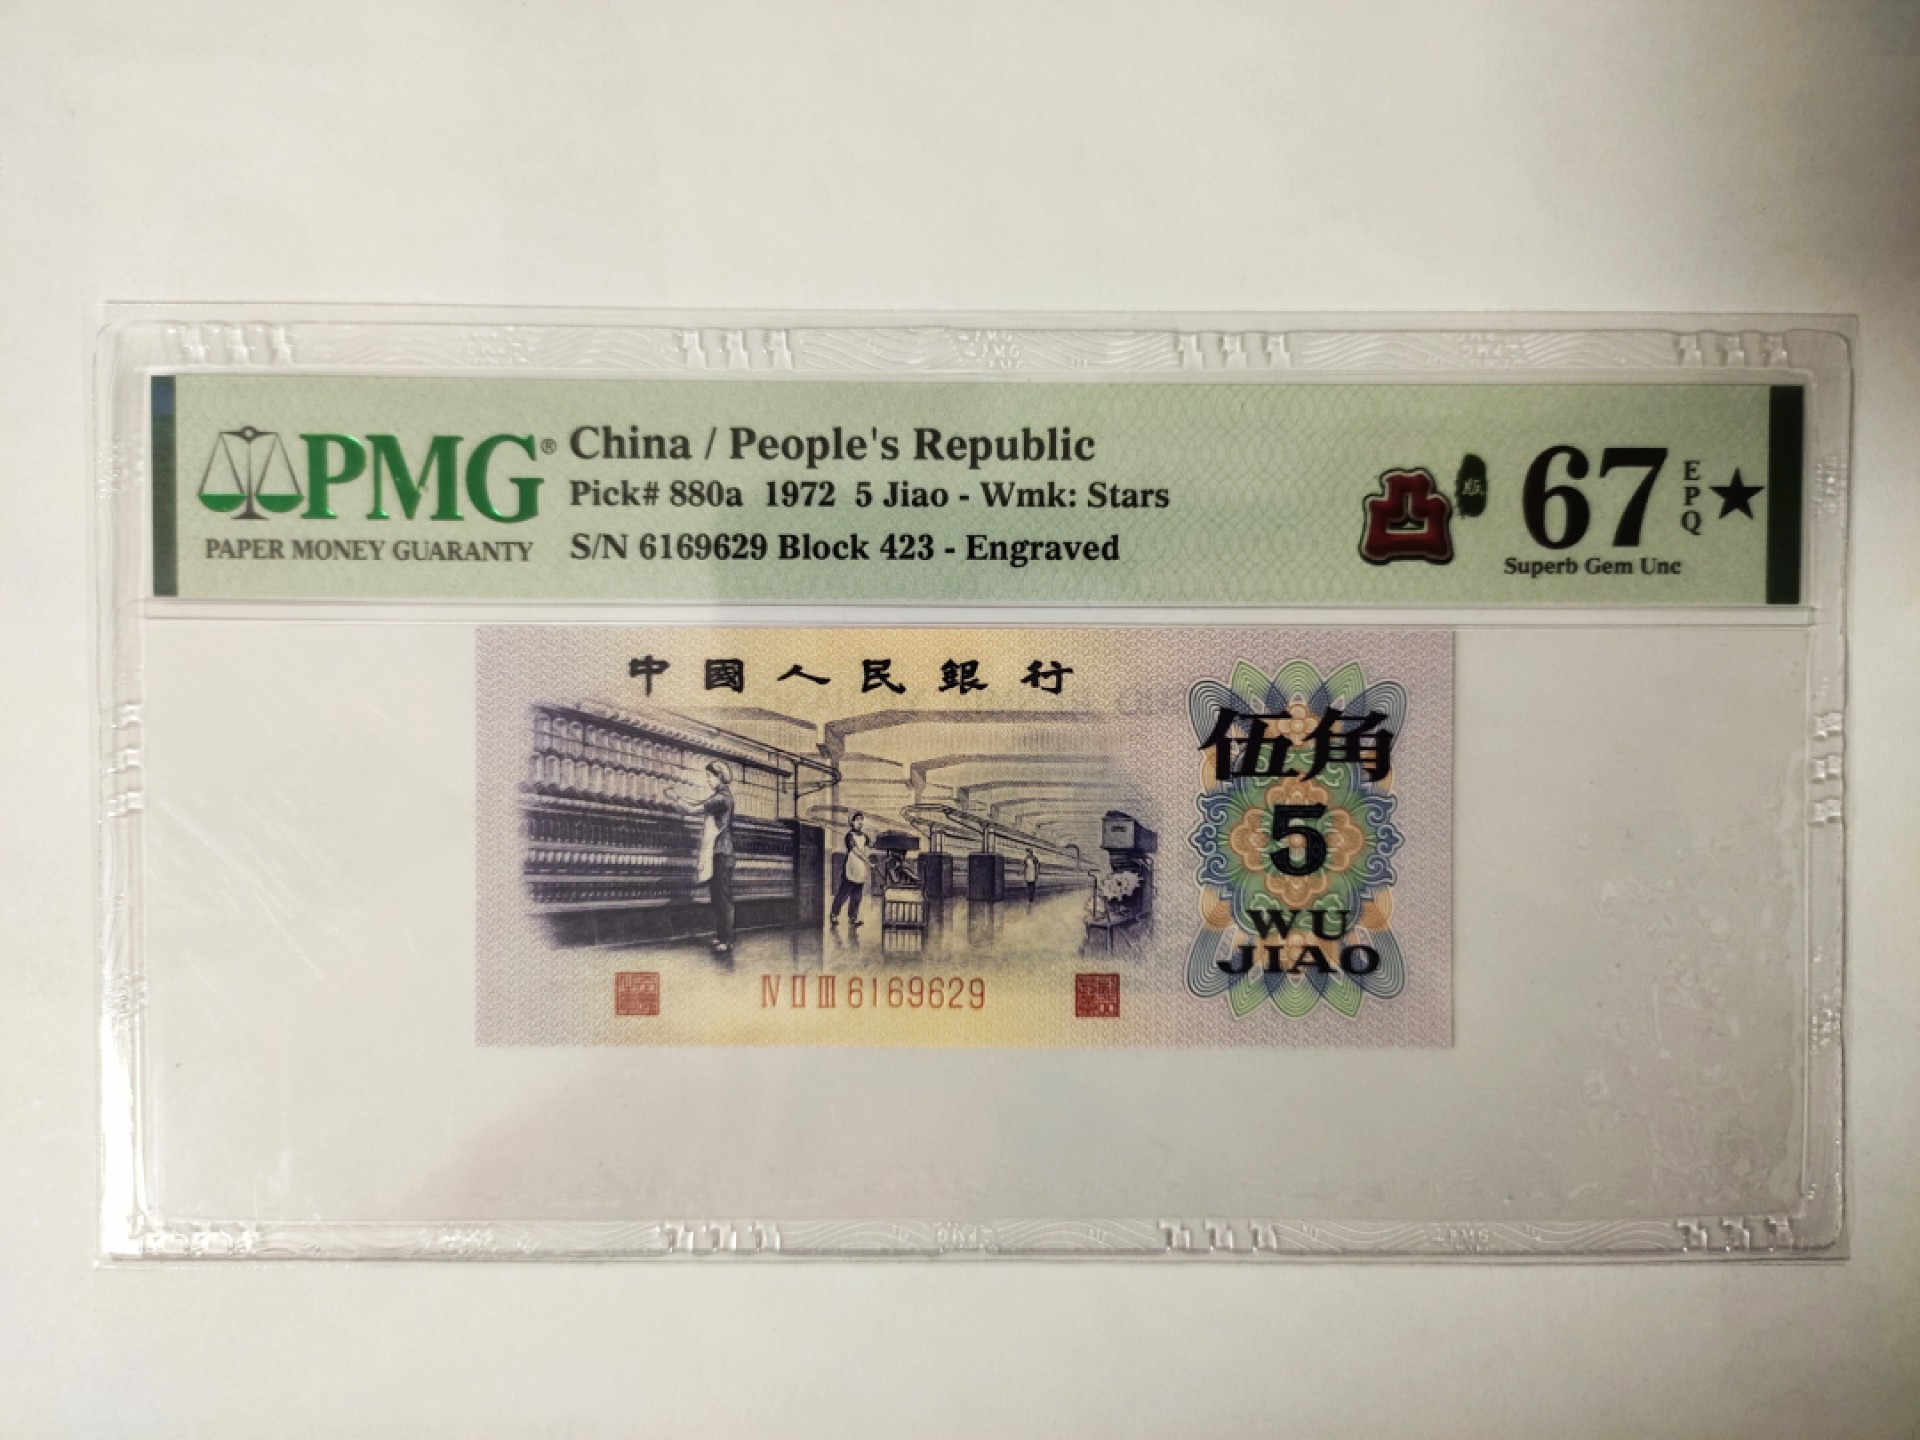 PMG®
PAPER MONEY GUARANTY
China / People's Republic
Pick# 880a 1972 5 Jiao - Wmk: Stars
S/N 6169629 Block 423 - Engraved
凸版
67 EPQ ★
Superb Gem Unc
中國人民銀行
伍角
5
WU
JIAO
Ⅳ Ⅱ Ⅲ 6169629